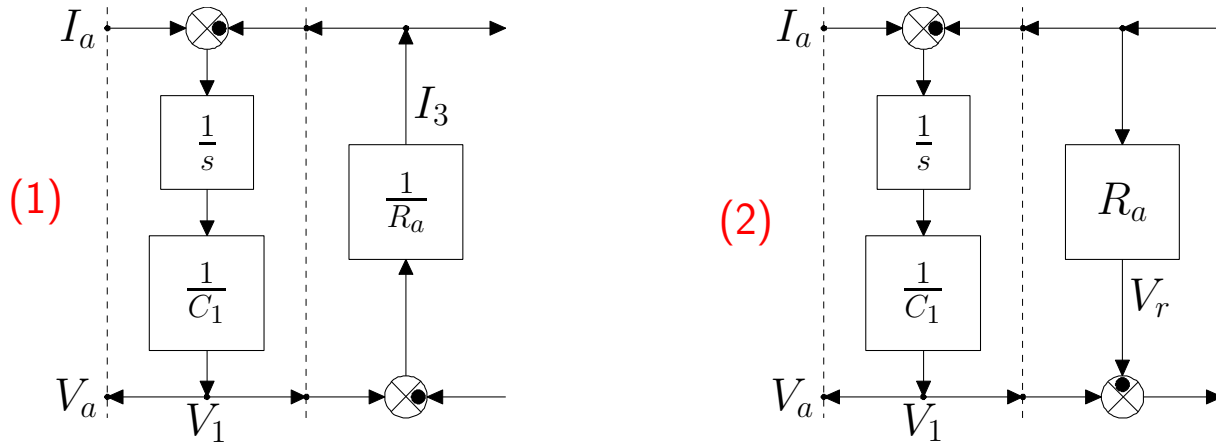 I_a
1/s
(1)
1/C_1
V_a
V_1
I_3
1/R_a
I_a
1/s
(2)
1/C_1
V_a
V_1
R_a
V_r